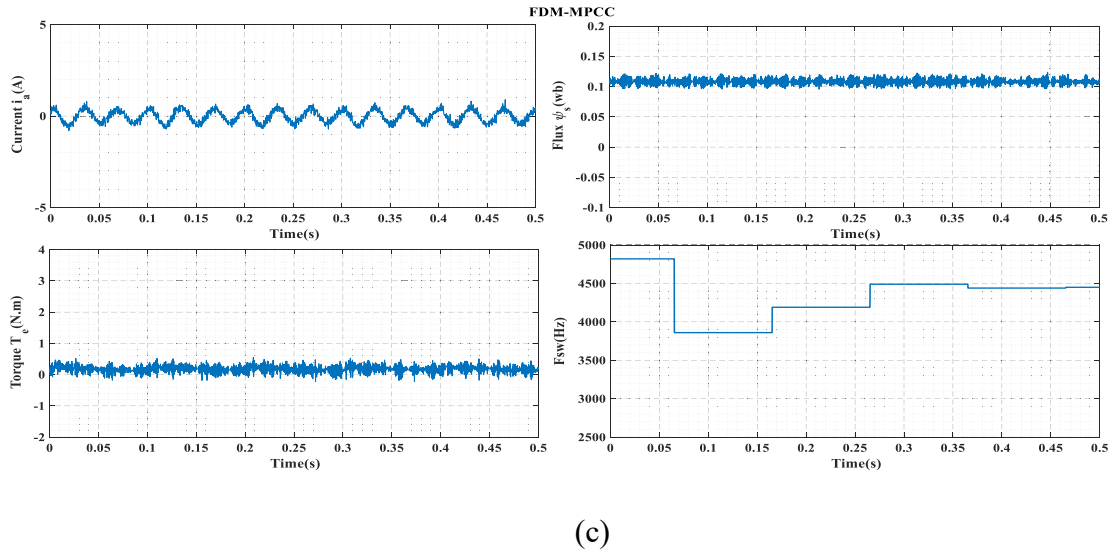 FDM-MPCC
5
0
-5
Current i_a(A)
0 0.05 0.1 0.15 0.2 0.25 0.3 0.35 0.4 0.45 0.5
Time(s)
0.2
0.15
0.1
0.05
0
-0.05
-0.1
Flux ψ_s(wb)
0 0.05 0.1 0.15 0.2 0.25 0.3 0.35 0.4 0.45 0.5
Time(s)
4
3
2
1
0
-1
-2
Torque T_e(N.m)
0 0.05 0.1 0.15 0.2 0.25 0.3 0.35 0.4 0.45 0.5
Time(s)
5000
4500
4000
3500
3000
2500
Fsw(Hz)
0 0.05 0.1 0.15 0.2 0.25 0.3 0.35 0.4 0.45 0.5
Time(s)
(c)